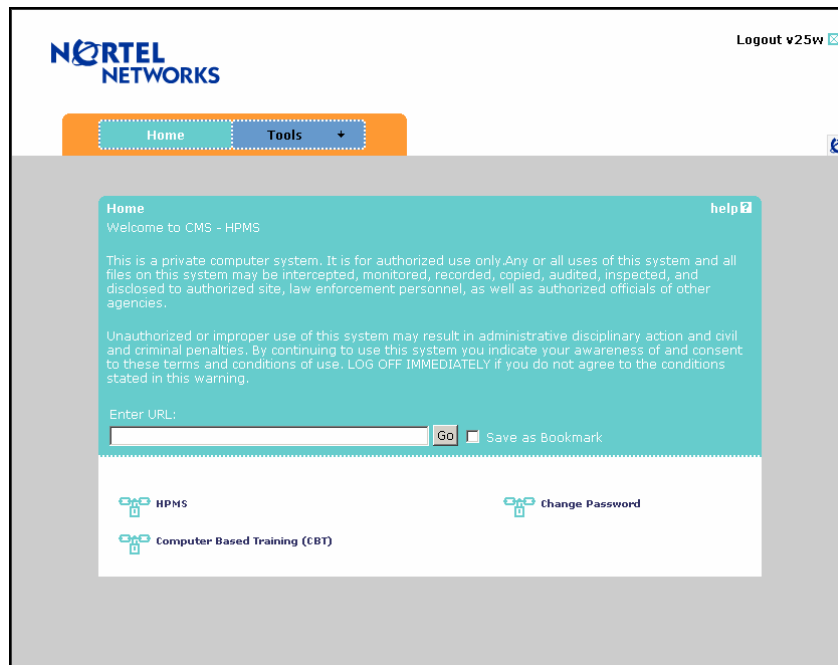 NORTEL
NETWORKS
Logout v25w
Home
Tools
Home
help?
Welcome to CMS - HPMS
This is a private computer system. It is for authorized use only.Any or all uses of this system and all
files on this system may be intercepted, monitored, recorded, copied, audited, inspected, and
disclosed to authorized site, law enforcement personnel, as well as authorized officials of other
agencies.
Unauthorized or improper use of this system may result in administrative disciplinary action and civil
and criminal penalties. By continuing to use this system you indicate your awareness of and consent
to these terms and conditions of use. LOG OFF IMMEDIATELY if you do not agree to the conditions
stated in this warning.
Enter URL:
Go
Save as Bookmark
HPMS
Change Password
Computer Based Training (CBT)